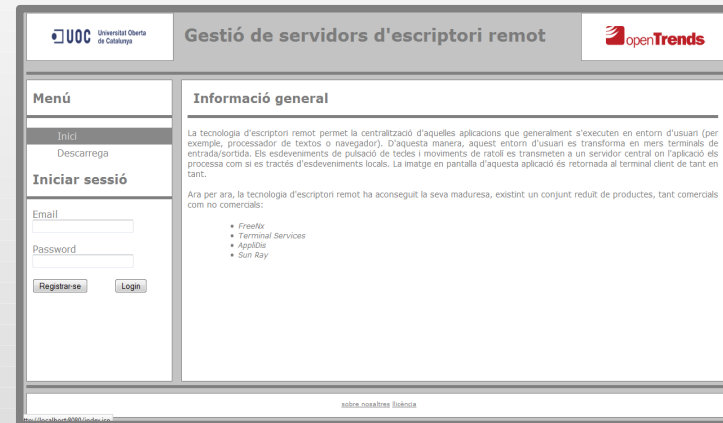 UOC Universitat Oberta
de Catalunya
Gestió de servidors d'escriptori remot
openTrends
Menú
Inici
Descarrega
Iniciar sessió
Email
Password
Registrar-se Login
Informació general
La tecnologia d'escriptori remot permet la centralització d'aquelles aplicacions que generalment s'executen en entorn d'usuari (per
exemple, processador de textos o navegador). D'aquesta manera, aquest entorn d'usuari es transforma en mers terminals de
entrada/sortida. Els esdeveniments de pulsació de tecles i moviments de ratolí es transmeten a un servidor central on l'aplicació els
processa com si es tractés d'esdeveniments locals. La imatge en pantalla d'aquesta aplicació és retornada al terminal client de tant en
tant.
Ara per ara, la tecnologia d'escriptori remot ha aconseguit la seva maduresa, existint un conjunt reduït de productes, tant comercials
com no comercials:
• FreeNx
• Terminal Services
• AppliDis
• Sun Ray
sobre nosaltres llicència